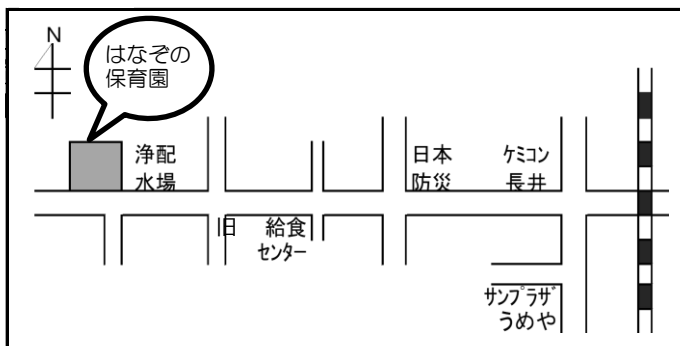 N
はなぞの
保育園
浄配
水場
日本
防災
ケミコン
長井
旧 給食
センター
サンプラザ
うめや